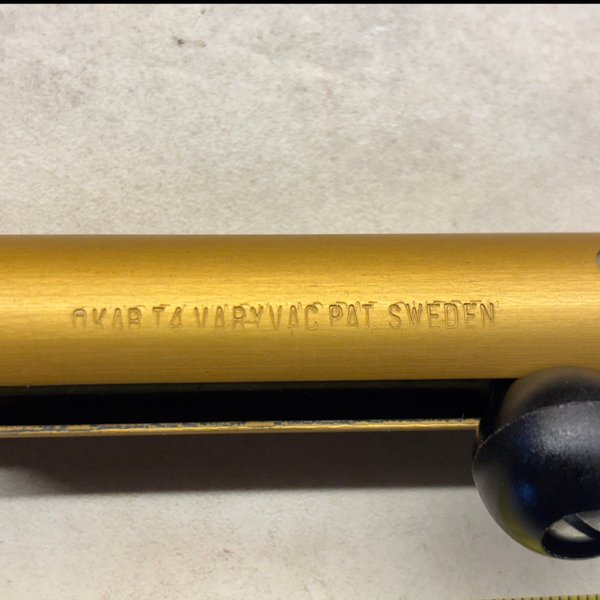 OKAB T4 VARYVAC PAT. SWEDEN